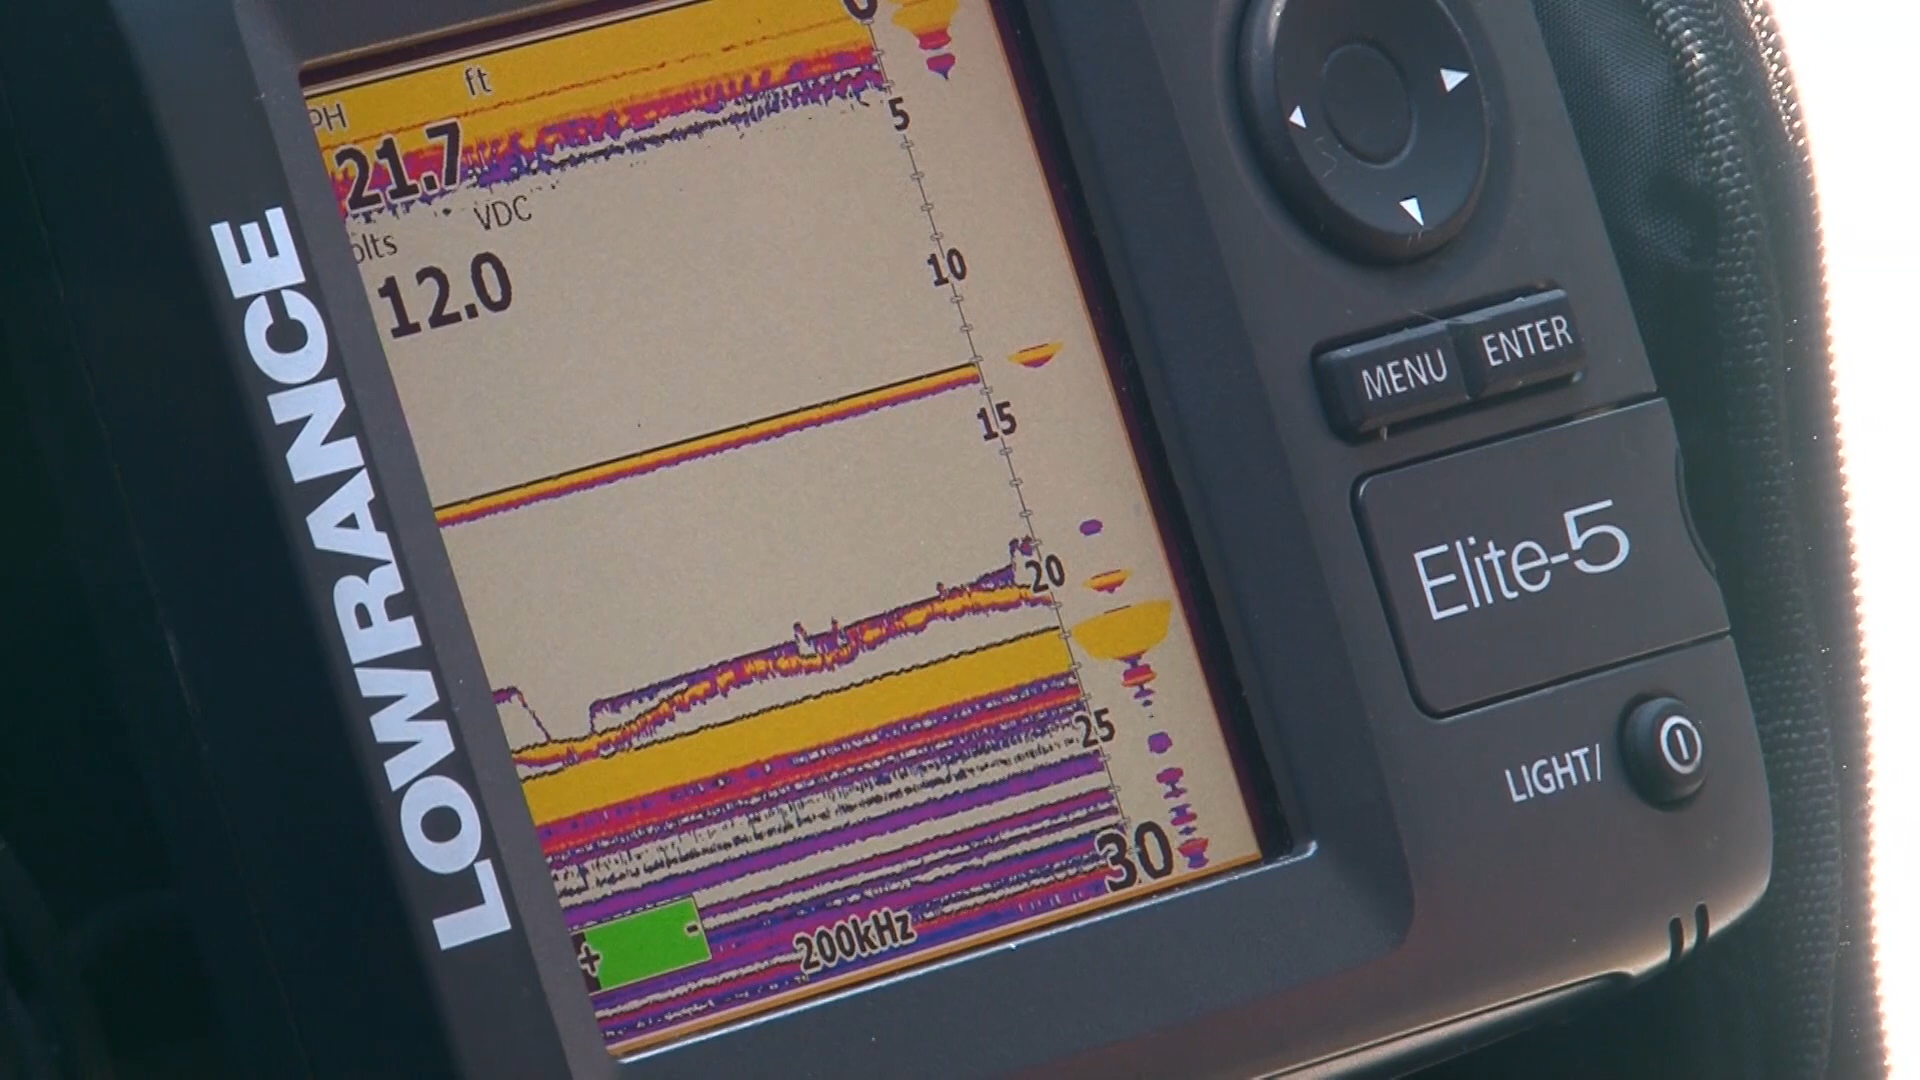 LOWRANCE
ft
PH
21.7
VDC
olts
12.0
0
5
10
15
20
25
30
200kHz
+ -
MENU
ENTER
Elite-5
LIGHT/